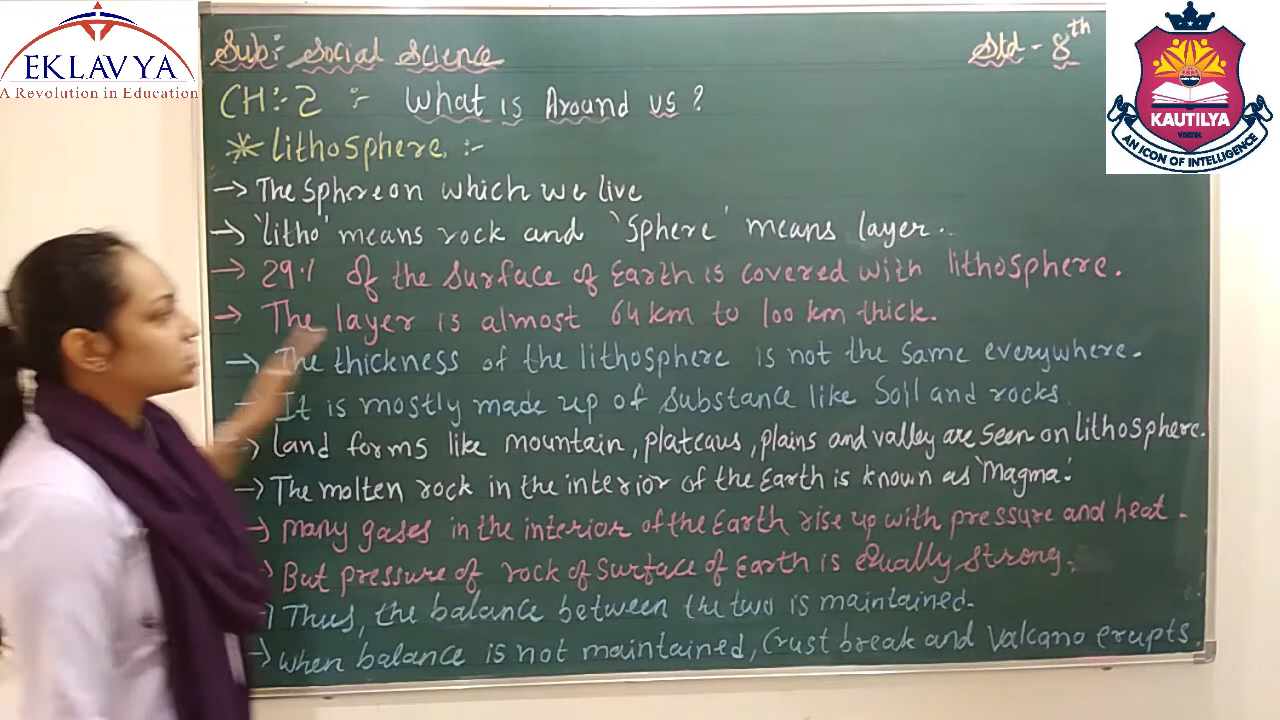 EKLAVYA
A Revolution in Education
Sub:- Social Science
Std - 8th
CH:-2 :- What is Around us?
* Lithosphere :-
→ The Sphere on which we live
→ 'litho' means rock and 'Sphere' means layer..
→ 29% of the surface of Earth is covered with lithosphere.
→ The layer is almost 64 km to 100 km thick.
→ The thickness of the lithosphere is not the same everywhere.
→ It is mostly made up of substance like Soil and rocks.
→ Land forms like mountain, plateaus, plains and valley are seen on lithosphere.
→ The molten rock in the interior of the Earth is known as 'Magma'.
→ Many gases in the interior of the Earth rise up with pressure and heat.
→ But pressure of rock of surface of Earth is equally strong.
→ Thus, the balance between the two is maintained.
→ when balance is not maintained, Crust break and Valcano erupts.
KAUTILYA
VENTOL
AN ICON OF INTELLIGENCE